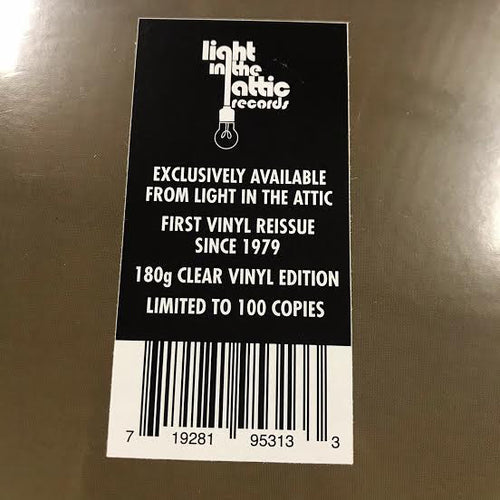 light
in the
attic
records
EXCLUSIVELY AVAILABLE
FROM LIGHT IN THE ATTIC
FIRST VINYL REISSUE
SINCE 1979
180g CLEAR VINYL EDITION
LIMITED TO 100 COPIES
7 19281 95313 3